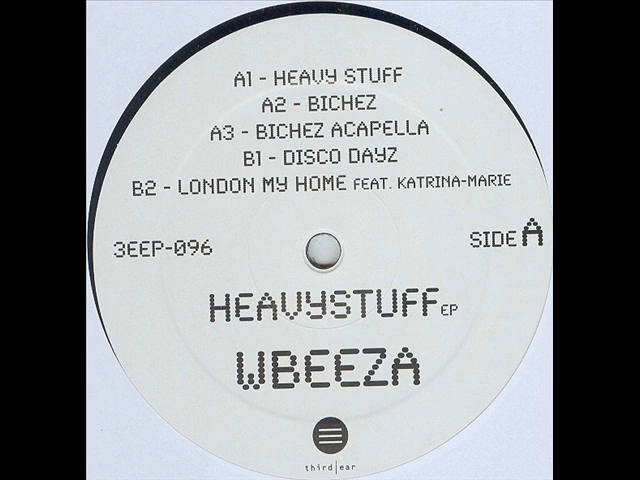 A1 - HEAVY STUFF
A2 - BICHEZ
A3 - BICHEZ ACAPELLA
B1 - DISCO DAYZ
B2 - LONDON MY HOME FEAT. KATRINA-MARIE
3EEP-096
SIDE A
HEAVYSTUFF EP
WBEEZA
third|ear